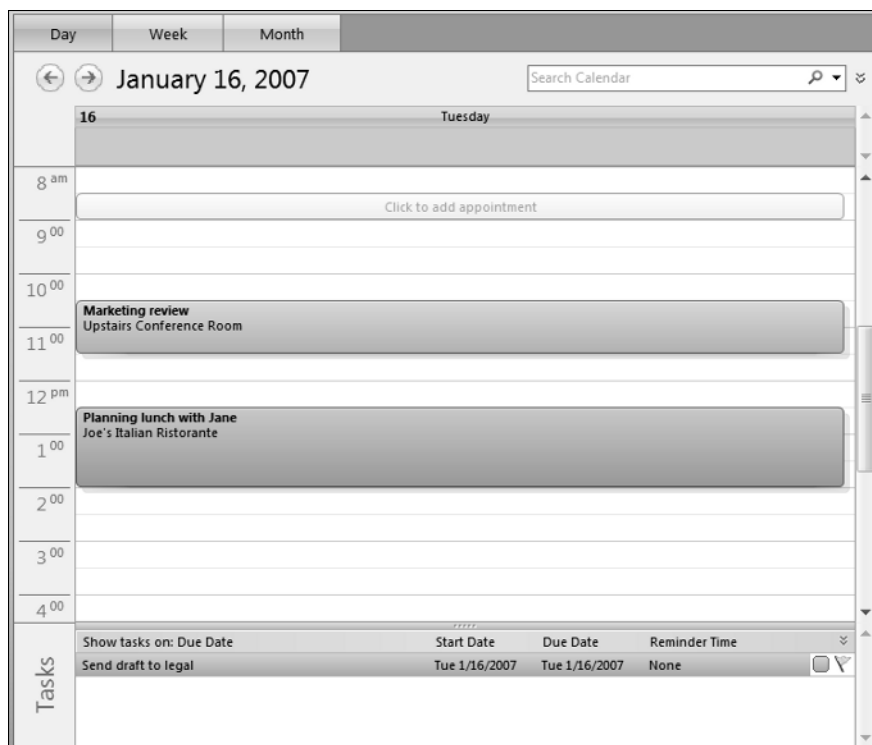 Day Week Month
January 16, 2007 Search Calendar
16 Tuesday
8 am
Click to add appointment
9 00
10 00
Marketing review
Upstairs Conference Room
11 00
12 pm
Planning lunch with Jane
Joe's Italian Ristorante
1 00
2 00
3 00
4 00
Show tasks on: Due Date Start Date Due Date Reminder Time
Send draft to legal Tue 1/16/2007 Tue 1/16/2007 None
Tasks